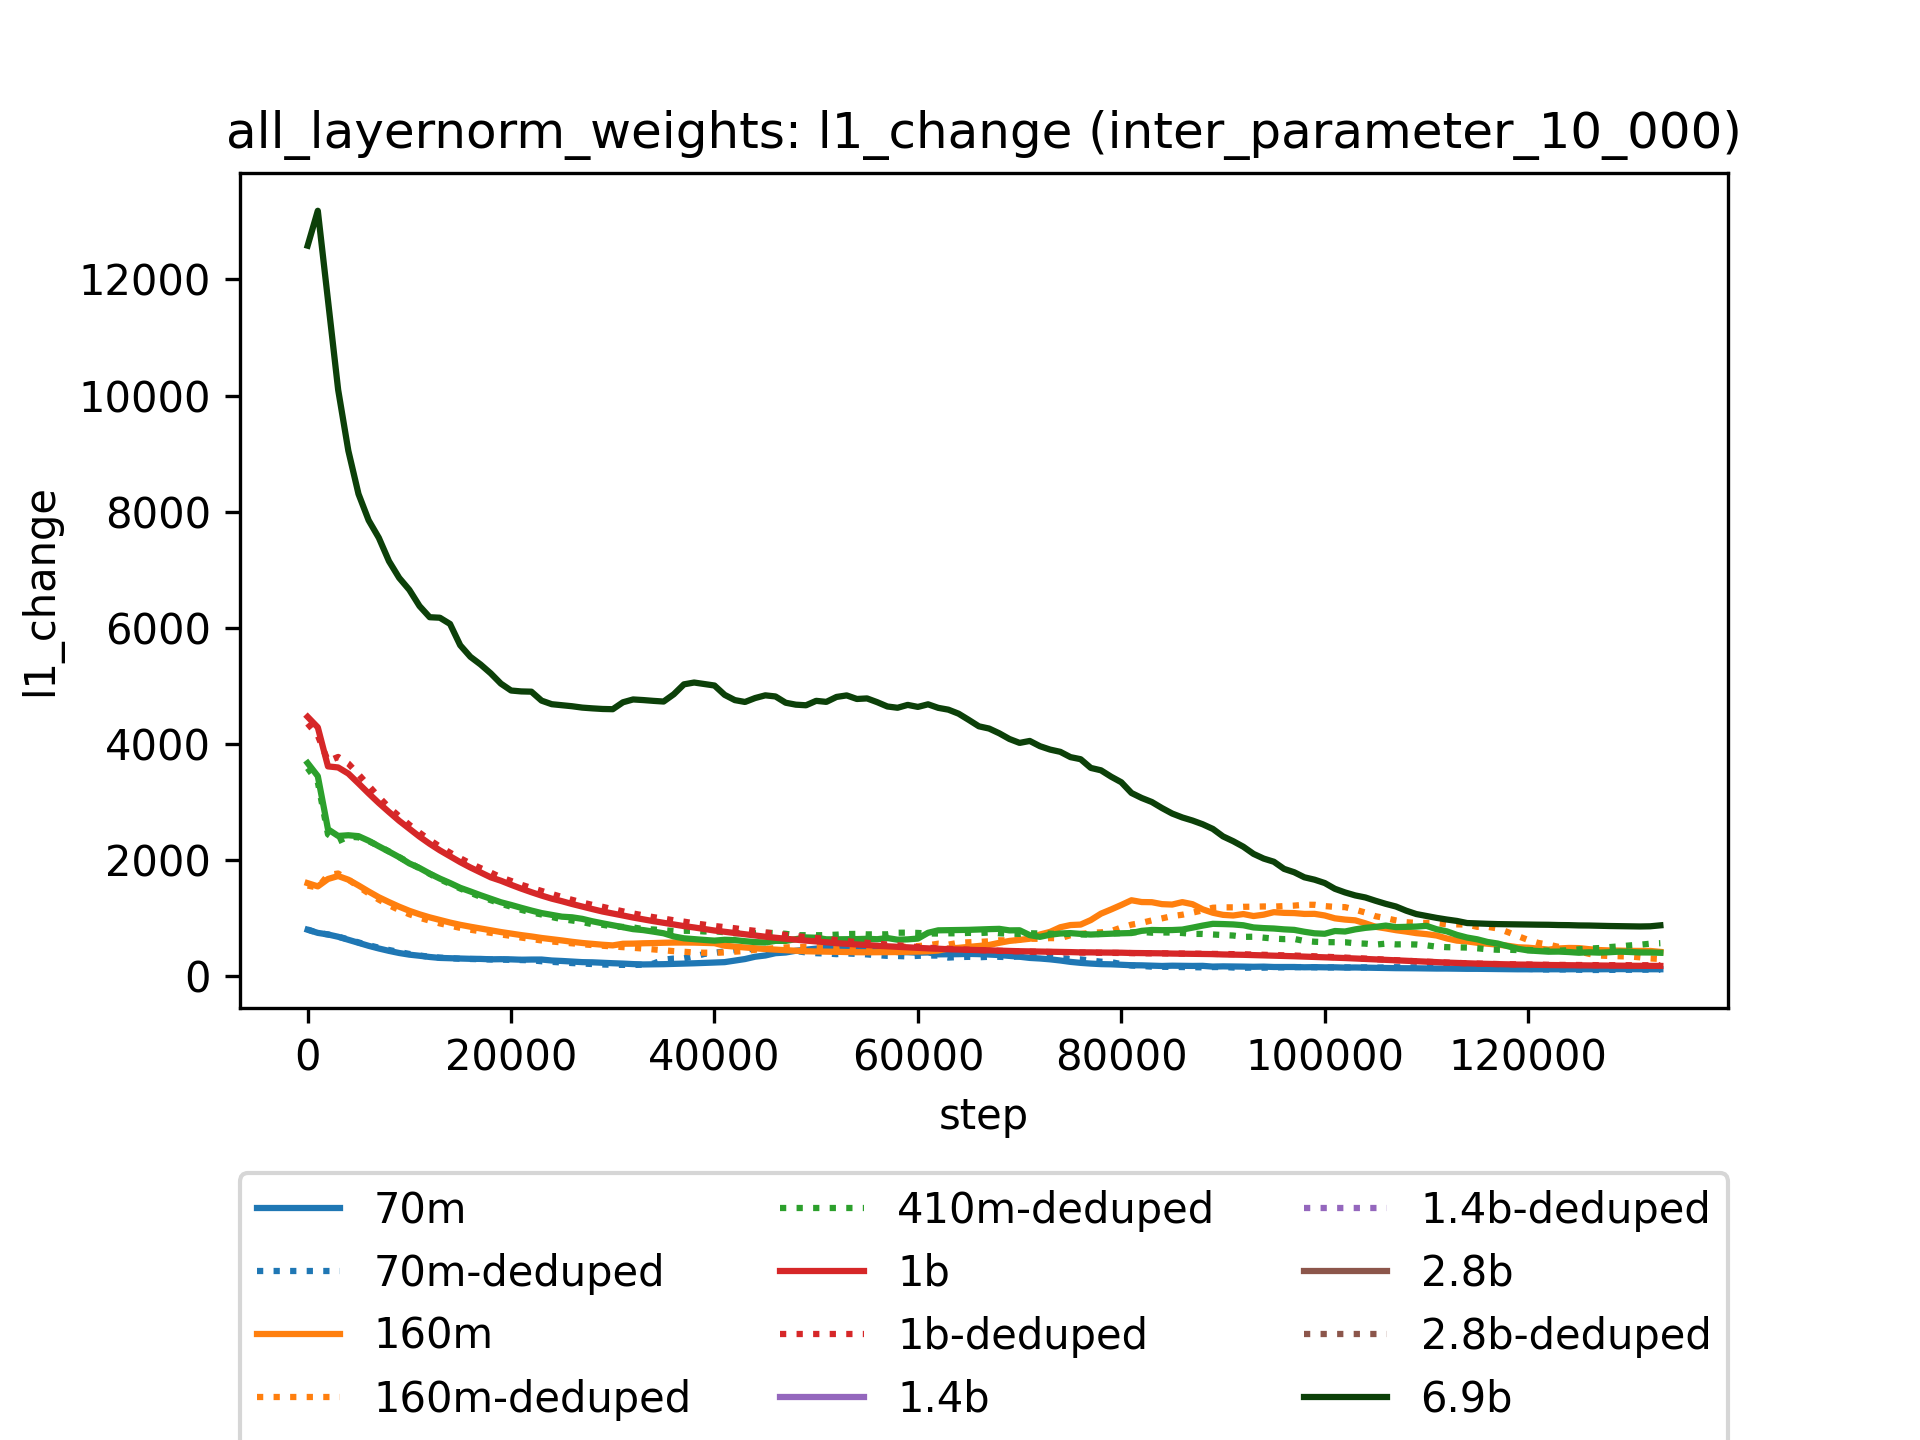 all_layernorm_weights: l1_change (inter_parameter_10_000)
12000
10000
8000
6000
4000
2000
0
l1_change
0 20000 40000 60000 80000 100000 120000
step
70m
70m-deduped
160m
160m-deduped
410m-deduped
1b
1b-deduped
1.4b
1.4b-deduped
2.8b
2.8b-deduped
6.9b